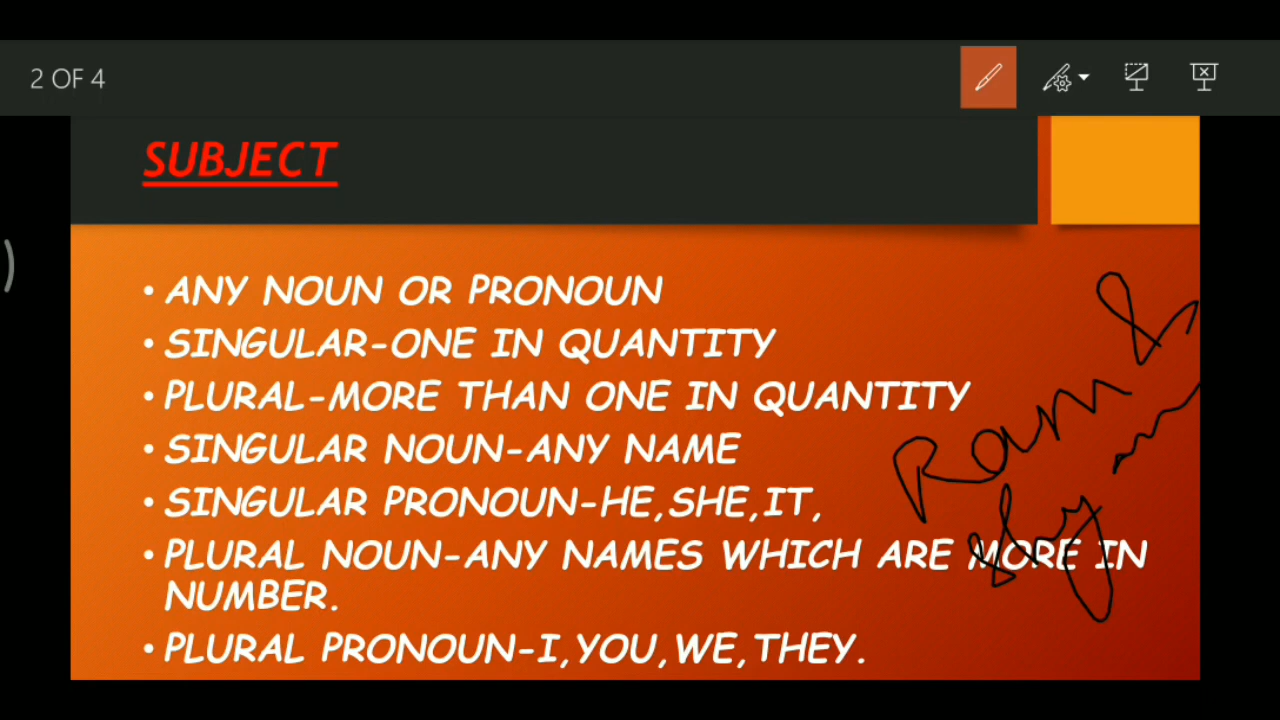 2 OF 4
SUBJECT
• ANY NOUN OR PRONOUN
• SINGULAR-ONE IN QUANTITY
• PLURAL-MORE THAN ONE IN QUANTITY
• SINGULAR NOUN-ANY NAME
• SINGULAR PRONOUN-HE,SHE,IT,
• PLURAL NOUN-ANY NAMES WHICH ARE MORE IN
NUMBER.
• PLURAL PRONOUN-I,YOU,WE,THEY.
Ram &